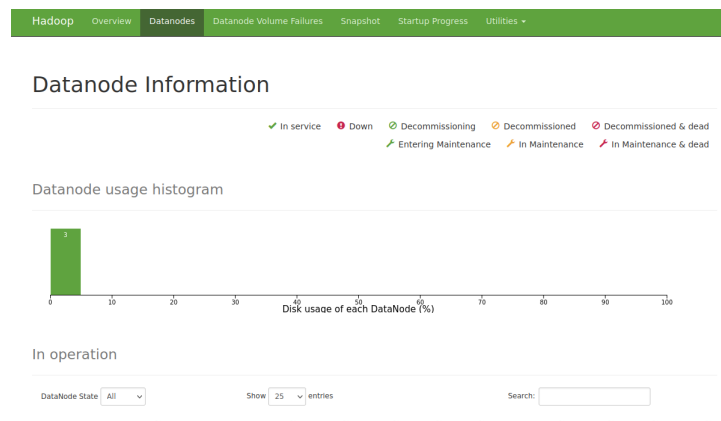 Hadoop Overview Datanodes Datanode Volume Failures Snapshot Startup Progress Utilities
Datanode Information
In service Down Decommissioning Decommissioned Decommissioned & dead
Entering Maintenance In Maintenance In Maintenance & dead
Datanode usage histogram
3
0 10 20 30 40 50 60 70 80 90 100
Disk usage of each DataNode (%)
In operation
DataNode State All Show 25 entries Search: